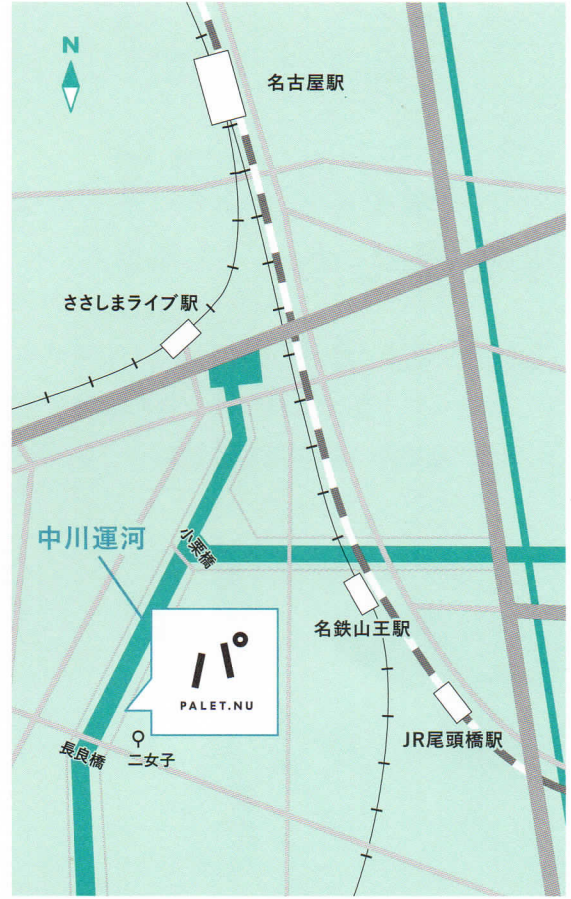 N
名古屋駅
ささしまライブ駅
小栗橋
中川運河
名鉄山王駅
パ
PALET.NU
JR尾頭橋駅
長良橋
二女子